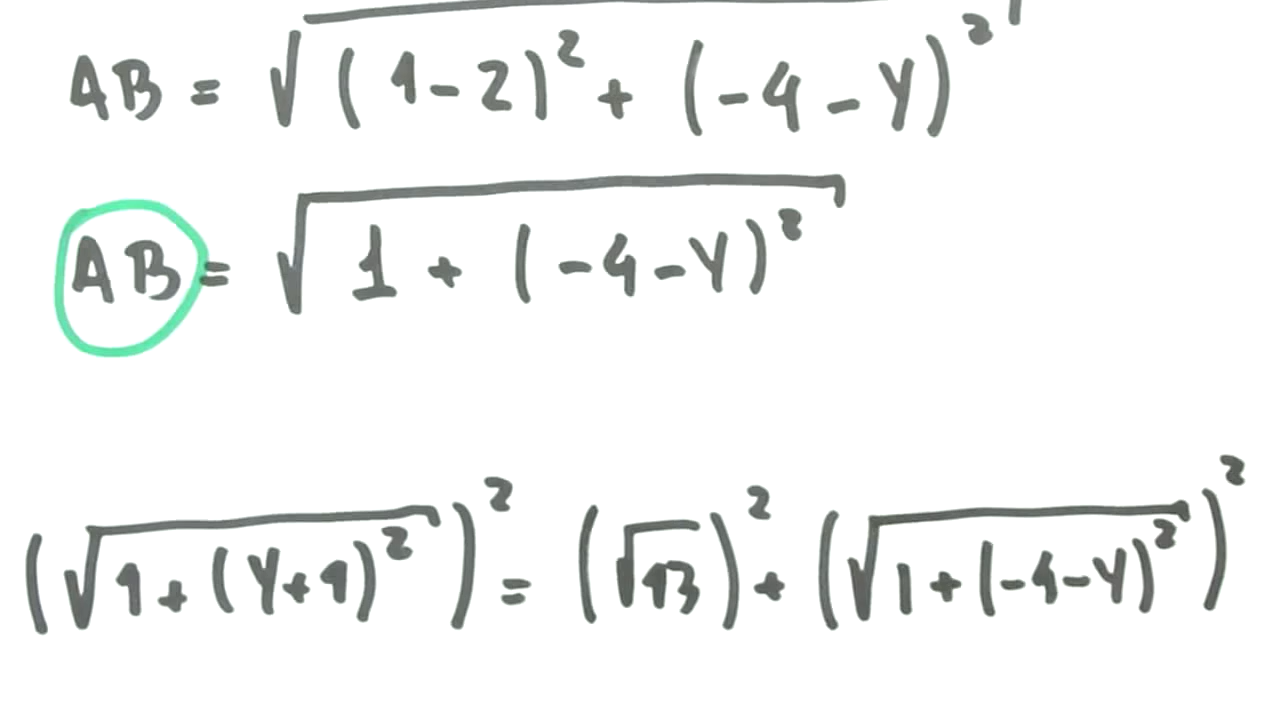 AB = √((1-2)² + (-4-y)²)
AB = √(1 + (-4-y)²)
(√(1+(y+1)²))² = (√13)² + (√(1+(-4-y)²))²